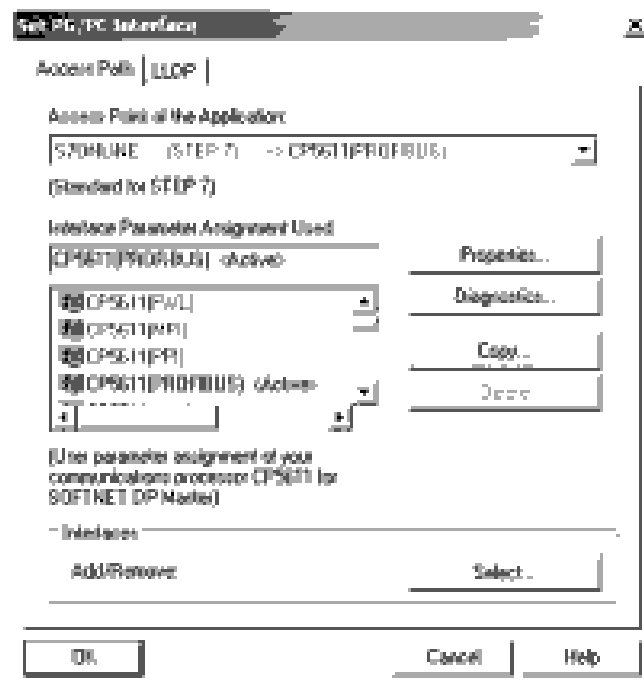 Set PG/PC Interface
Access Path LLDP
Access Point of the Application:
S7ONLINE (STEP 7) -> CP5611(PROFIBUS)
(Standard for STEP 7)
Interface Parameter Assignment Used:
CP5611(PROFIBUS) <Active>
Properties...
CP5611(FWL)
Diagnostics...
CP5611(MPI)
CP5611(PPI)
Copy...
CP5611(PROFIBUS) <Active>
(User parameter assignment of your
communications processor CP5611 for
SOFTNET DP Master)
Interfaces
Add/Remove:
Select...
OK
Cancel
Help